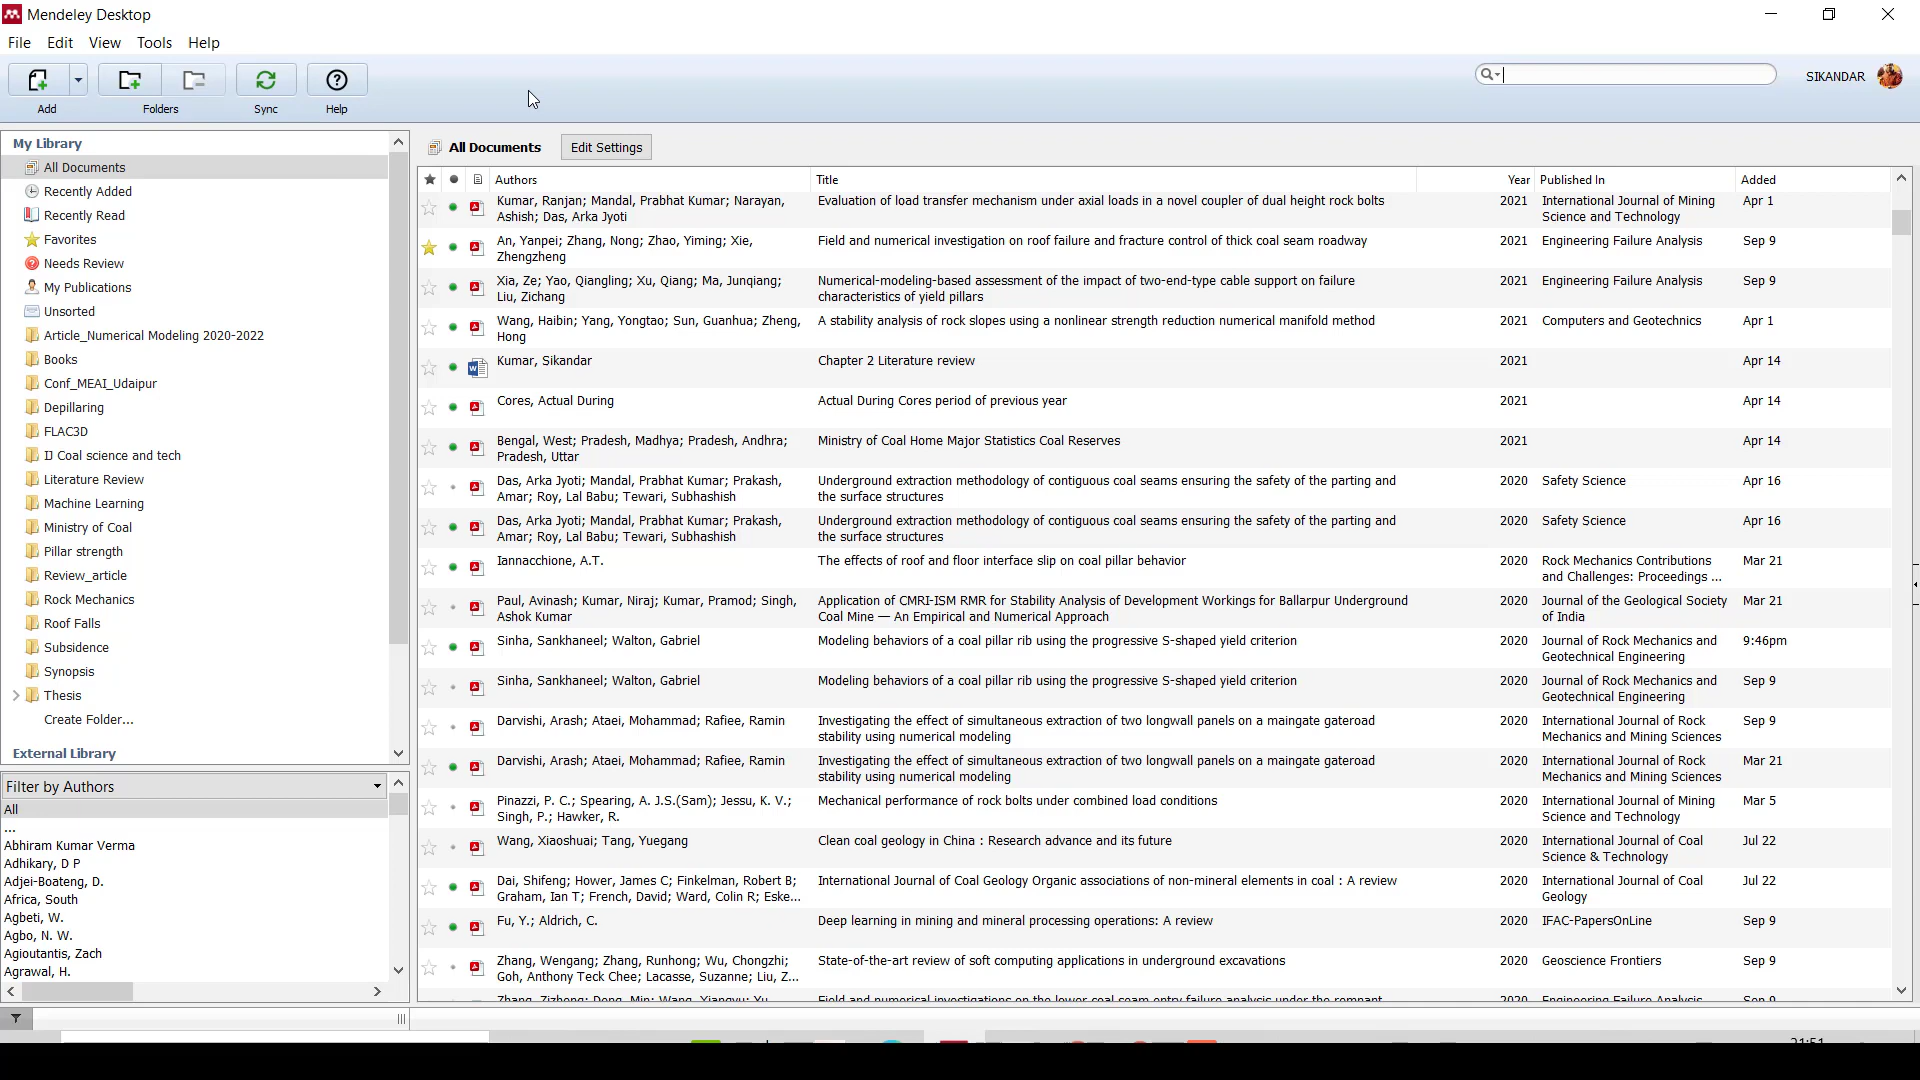 Mendeley Desktop
File Edit View Tools Help
SIKANDAR
Add Folders Sync Help
My Library
All Documents
Recently Added
Recently Read
Favorites
Needs Review
My Publications
Unsorted
Article_Numerical Modeling 2020-2022
Books
Conf_MEAI_Udaipur
Depillaring
FLAC3D
IJ Coal science and tech
Literature Review
Machine Learning
Ministry of Coal
Pillar strength
Review_article
Rock Mechanics
Roof Falls
Subsidence
Synopsis
Thesis
Create Folder...
External Library
Filter by Authors
All
...
Abhiram Kumar Verma
Adhikary, D P
Adjei-Boateng, D.
Africa, South
Agbeti, W.
Agbo, N. W.
Agioutantis, Zach
Agrawal, H.
All Documents Edit Settings
Authors Title Year Published In Added
Kumar, Ranjan; Mandal, Prabhat Kumar; Narayan, Evaluation of load transfer mechanism under axial loads in a novel coupler of dual height rock bolts 2021 International Journal of Mining Apr 1
Ashish; Das, Arka Jyoti Science and Technology
An, Yanpei; Zhang, Nong; Zhao, Yiming; Xie, Field and numerical investigation on roof failure and fracture control of thick coal seam roadway 2021 Engineering Failure Analysis Sep 9
Zhengzheng
Xia, Ze; Yao, Qiangling; Xu, Qiang; Ma, Junqiang; Numerical-modeling-based assessment of the impact of two-end-type cable support on failure 2021 Engineering Failure Analysis Sep 9
Liu, Zichang characteristics of yield pillars
Wang, Haibin; Yang, Yongtao; Sun, Guanhua; Zheng, A stability analysis of rock slopes using a nonlinear strength reduction numerical manifold method 2021 Computers and Geotechnics Apr 1
Hong
Kumar, Sikandar Chapter 2 Literature review 2021 Apr 14
Cores, Actual During Actual During Cores period of previous year 2021 Apr 14
Bengal, West; Pradesh, Madhya; Pradesh, Andhra; Ministry of Coal Home Major Statistics Coal Reserves 2021 Apr 14
Pradesh, Uttar
Das, Arka Jyoti; Mandal, Prabhat Kumar; Prakash, Underground extraction methodology of contiguous coal seams ensuring the safety of the parting and 2020 Safety Science Apr 16
Amar; Roy, Lal Babu; Tewari, Subhashish the surface structures
Das, Arka Jyoti; Mandal, Prabhat Kumar; Prakash, Underground extraction methodology of contiguous coal seams ensuring the safety of the parting and 2020 Safety Science Apr 16
Amar; Roy, Lal Babu; Tewari, Subhashish the surface structures
Iannacchione, A.T. The effects of roof and floor interface slip on coal pillar behavior 2020 Rock Mechanics Contributions Mar 21
and Challenges: Proceedings ...
Paul, Avinash; Kumar, Niraj; Kumar, Pramod; Singh, Application of CMRI-ISM RMR for Stability Analysis of Development Workings for Ballarpur Underground 2020 Journal of the Geological Society Mar 21
Ashok Kumar Coal Mine — An Empirical and Numerical Approach of India
Sinha, Sankhaneel; Walton, Gabriel Modeling behaviors of a coal pillar rib using the progressive S-shaped yield criterion 2020 Journal of Rock Mechanics and 9:46pm
Geotechnical Engineering
Sinha, Sankhaneel; Walton, Gabriel Modeling behaviors of a coal pillar rib using the progressive S-shaped yield criterion 2020 Journal of Rock Mechanics and Sep 9
Geotechnical Engineering
Darvishi, Arash; Ataei, Mohammad; Rafiee, Ramin Investigating the effect of simultaneous extraction of two longwall panels on a maingate gateroad 2020 International Journal of Rock Sep 9
stability using numerical modeling Mechanics and Mining Sciences
Darvishi, Arash; Ataei, Mohammad; Rafiee, Ramin Investigating the effect of simultaneous extraction of two longwall panels on a maingate gateroad 2020 International Journal of Rock Mar 21
stability using numerical modeling Mechanics and Mining Sciences
Pinazzi, P. C.; Spearing, A. J.S.(Sam); Jessu, K. V.; Mechanical performance of rock bolts under combined load conditions 2020 International Journal of Mining Mar 5
Singh, P.; Hawker, R. Science and Technology
Wang, Xiaoshuai; Tang, Yuegang Clean coal geology in China : Research advance and its future 2020 International Journal of Coal Jul 22
Science & Technology
Dai, Shifeng; Hower, James C; Finkelman, Robert B; International Journal of Coal Geology Organic associations of non-mineral elements in coal : A review 2020 International Journal of Coal Jul 22
Graham, Ian T; French, David; Ward, Colin R; Eske... Geology
Fu, Y.; Aldrich, C. Deep learning in mining and mineral processing operations: A review 2020 IFAC-PapersOnLine Sep 9
Zhang, Wengang; Zhang, Runhong; Wu, Chongzhi; State-of-the-art review of soft computing applications in underground excavations 2020 Geoscience Frontiers Sep 9
Goh, Anthony Teck Chee; Lacasse, Suzanne; Liu, Z...
Zhang, Zizheng; Deng, Min; Wang, Xiangyu; Yu, Field and numerical investigations on the lower coal seam entry failure analysis under the remnant 2020 Engineering Failure Analysis Sep 9